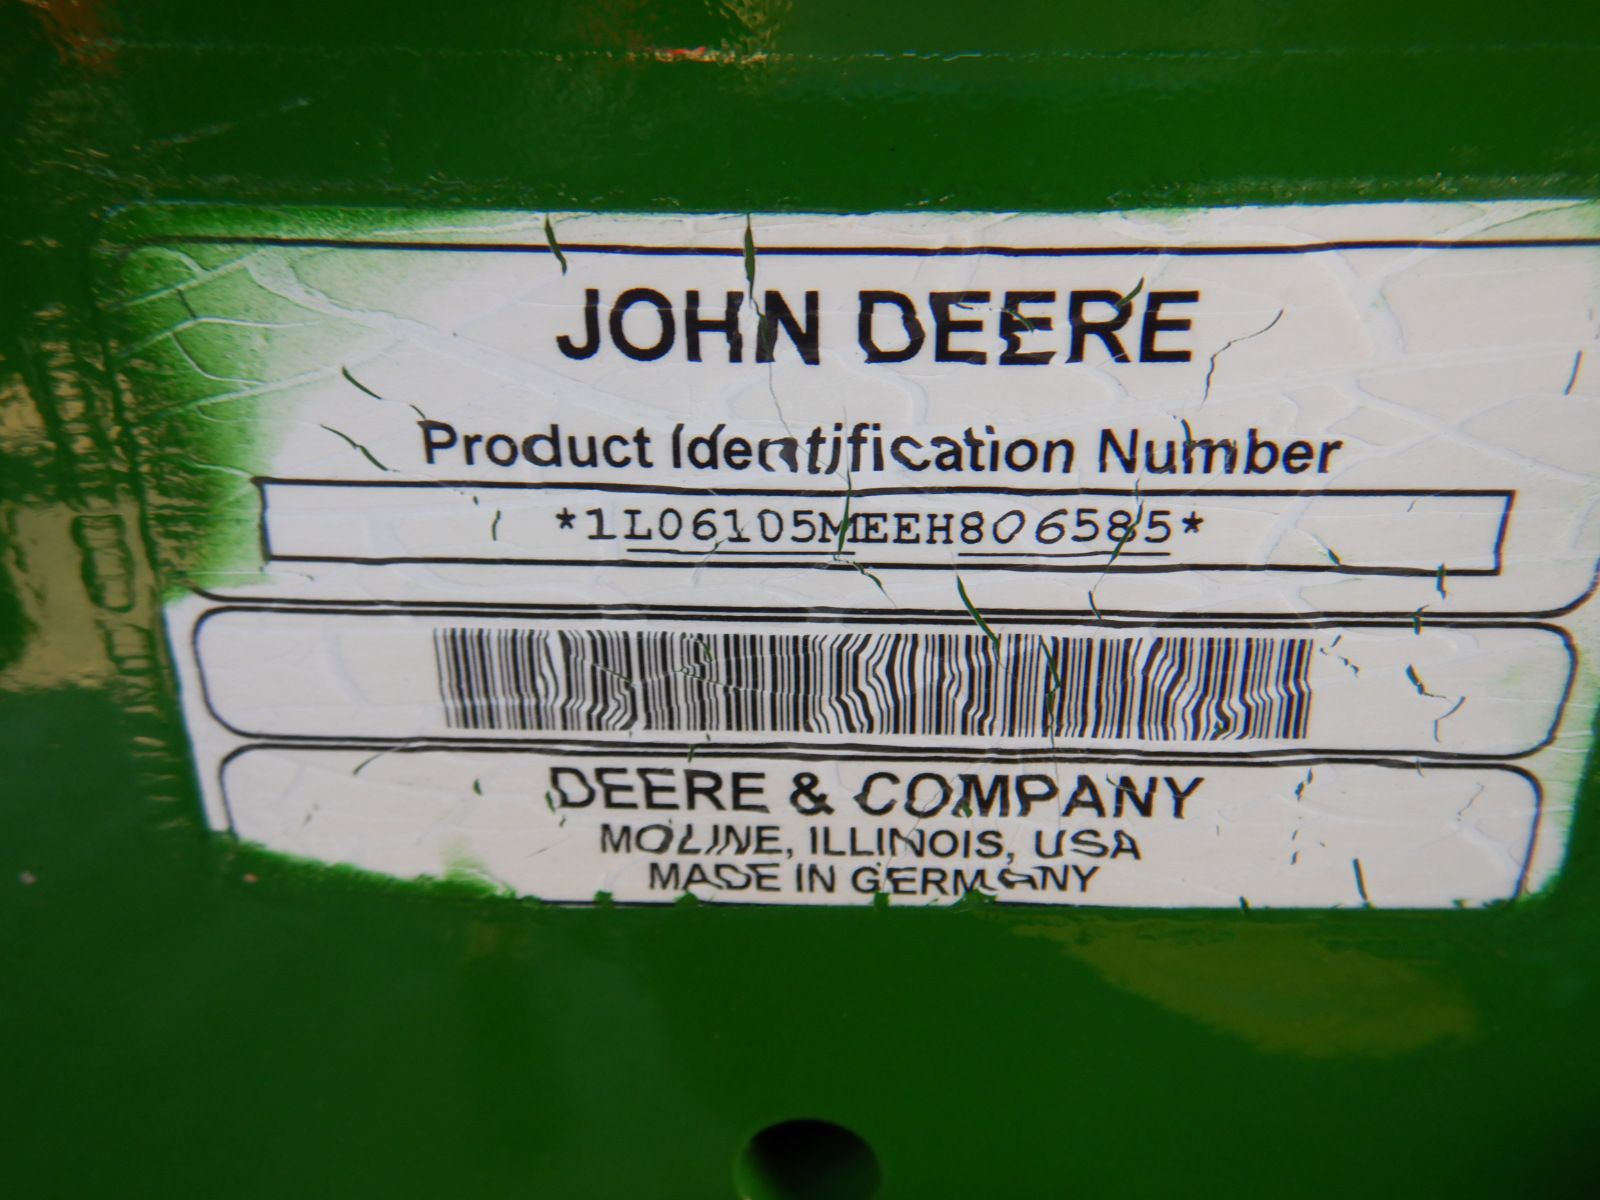 JOHN DEERE
Product Identification Number
*1L06105MEEH806585*
DEERE & COMPANY
MOLINE, ILLINOIS, USA
MADE IN GERMANY